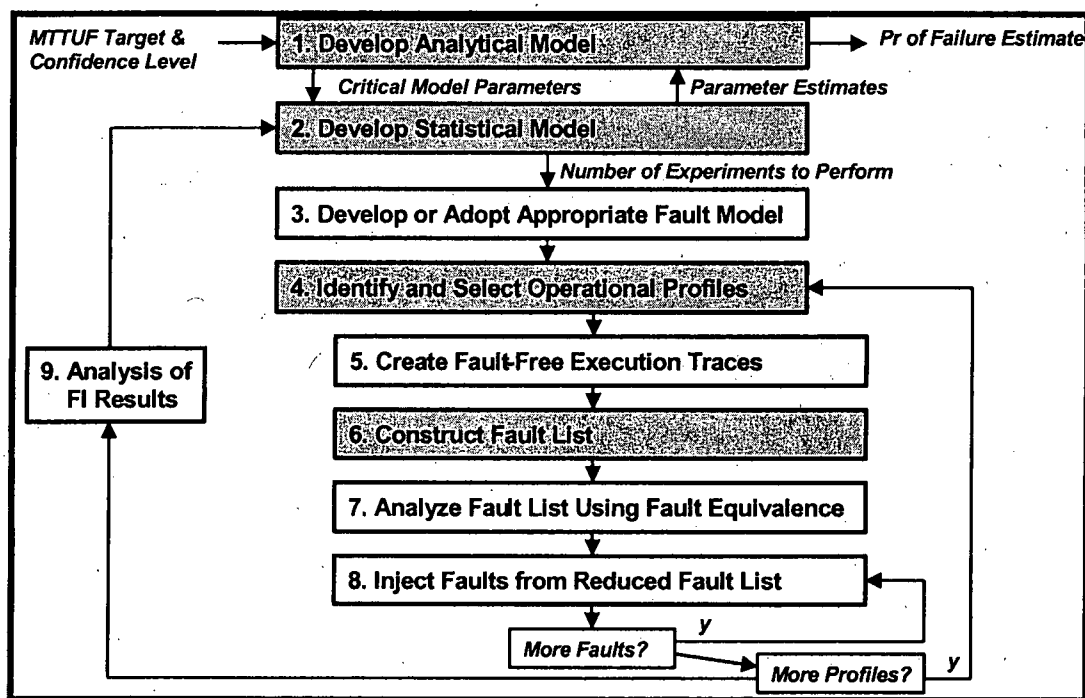 MTTUF Target &
Confidence Level
1. Develop Analytical Model
Pr of Failure Estimate
Critical Model Parameters
Parameter Estimates
2. Develop Statistical Model
Number of Experiments to Perform
3. Develop or Adopt Appropriate Fault Model
4. Identify and Select Operational Profiles
5. Create Fault-Free Execution Traces
9. Analysis of
FI Results
6. Construct Fault List
7. Analyze Fault List Using Fault Equivalence
8. Inject Faults from Reduced Fault List
y
More Faults?
More Profiles?
y